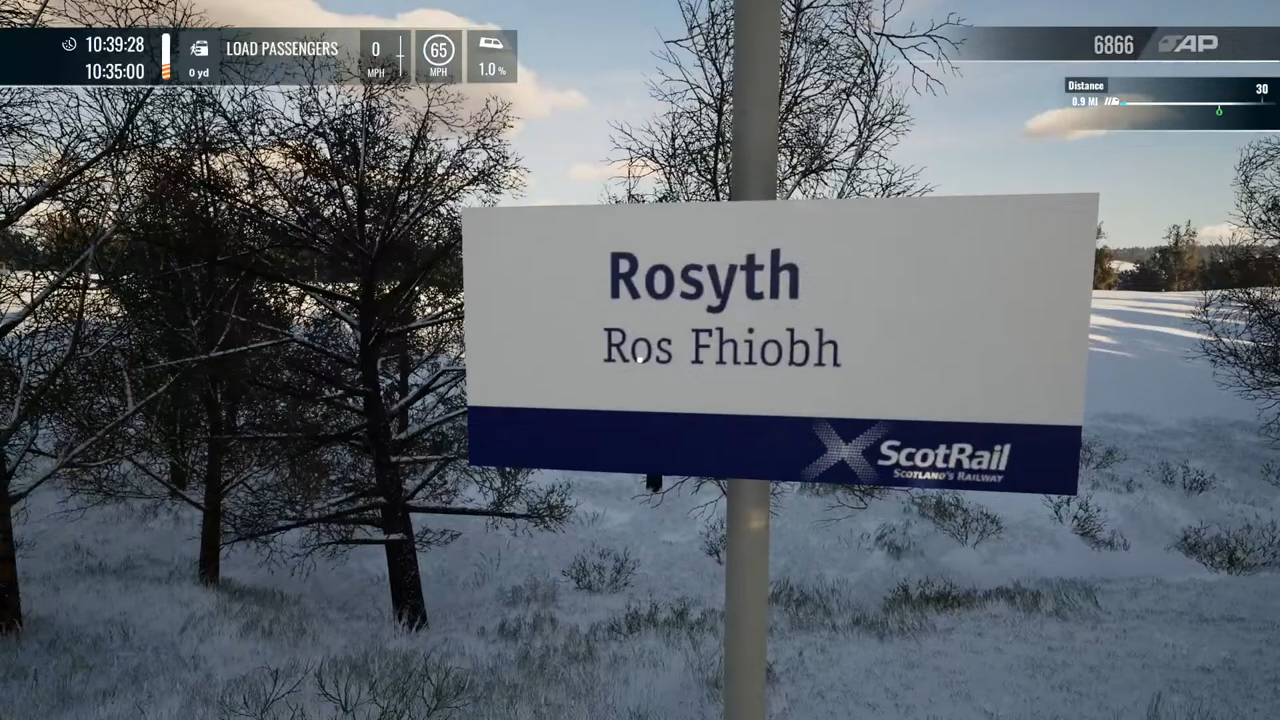 10:39:28
10:35:00
LOAD PASSENGERS
0 yd
0
MPH
65
MPH
1.0 %
6866 AP
Distance
0.9 MI
30
Rosyth
Ros Fhiobh
ScotRail
SCOTLAND'S RAILWAY